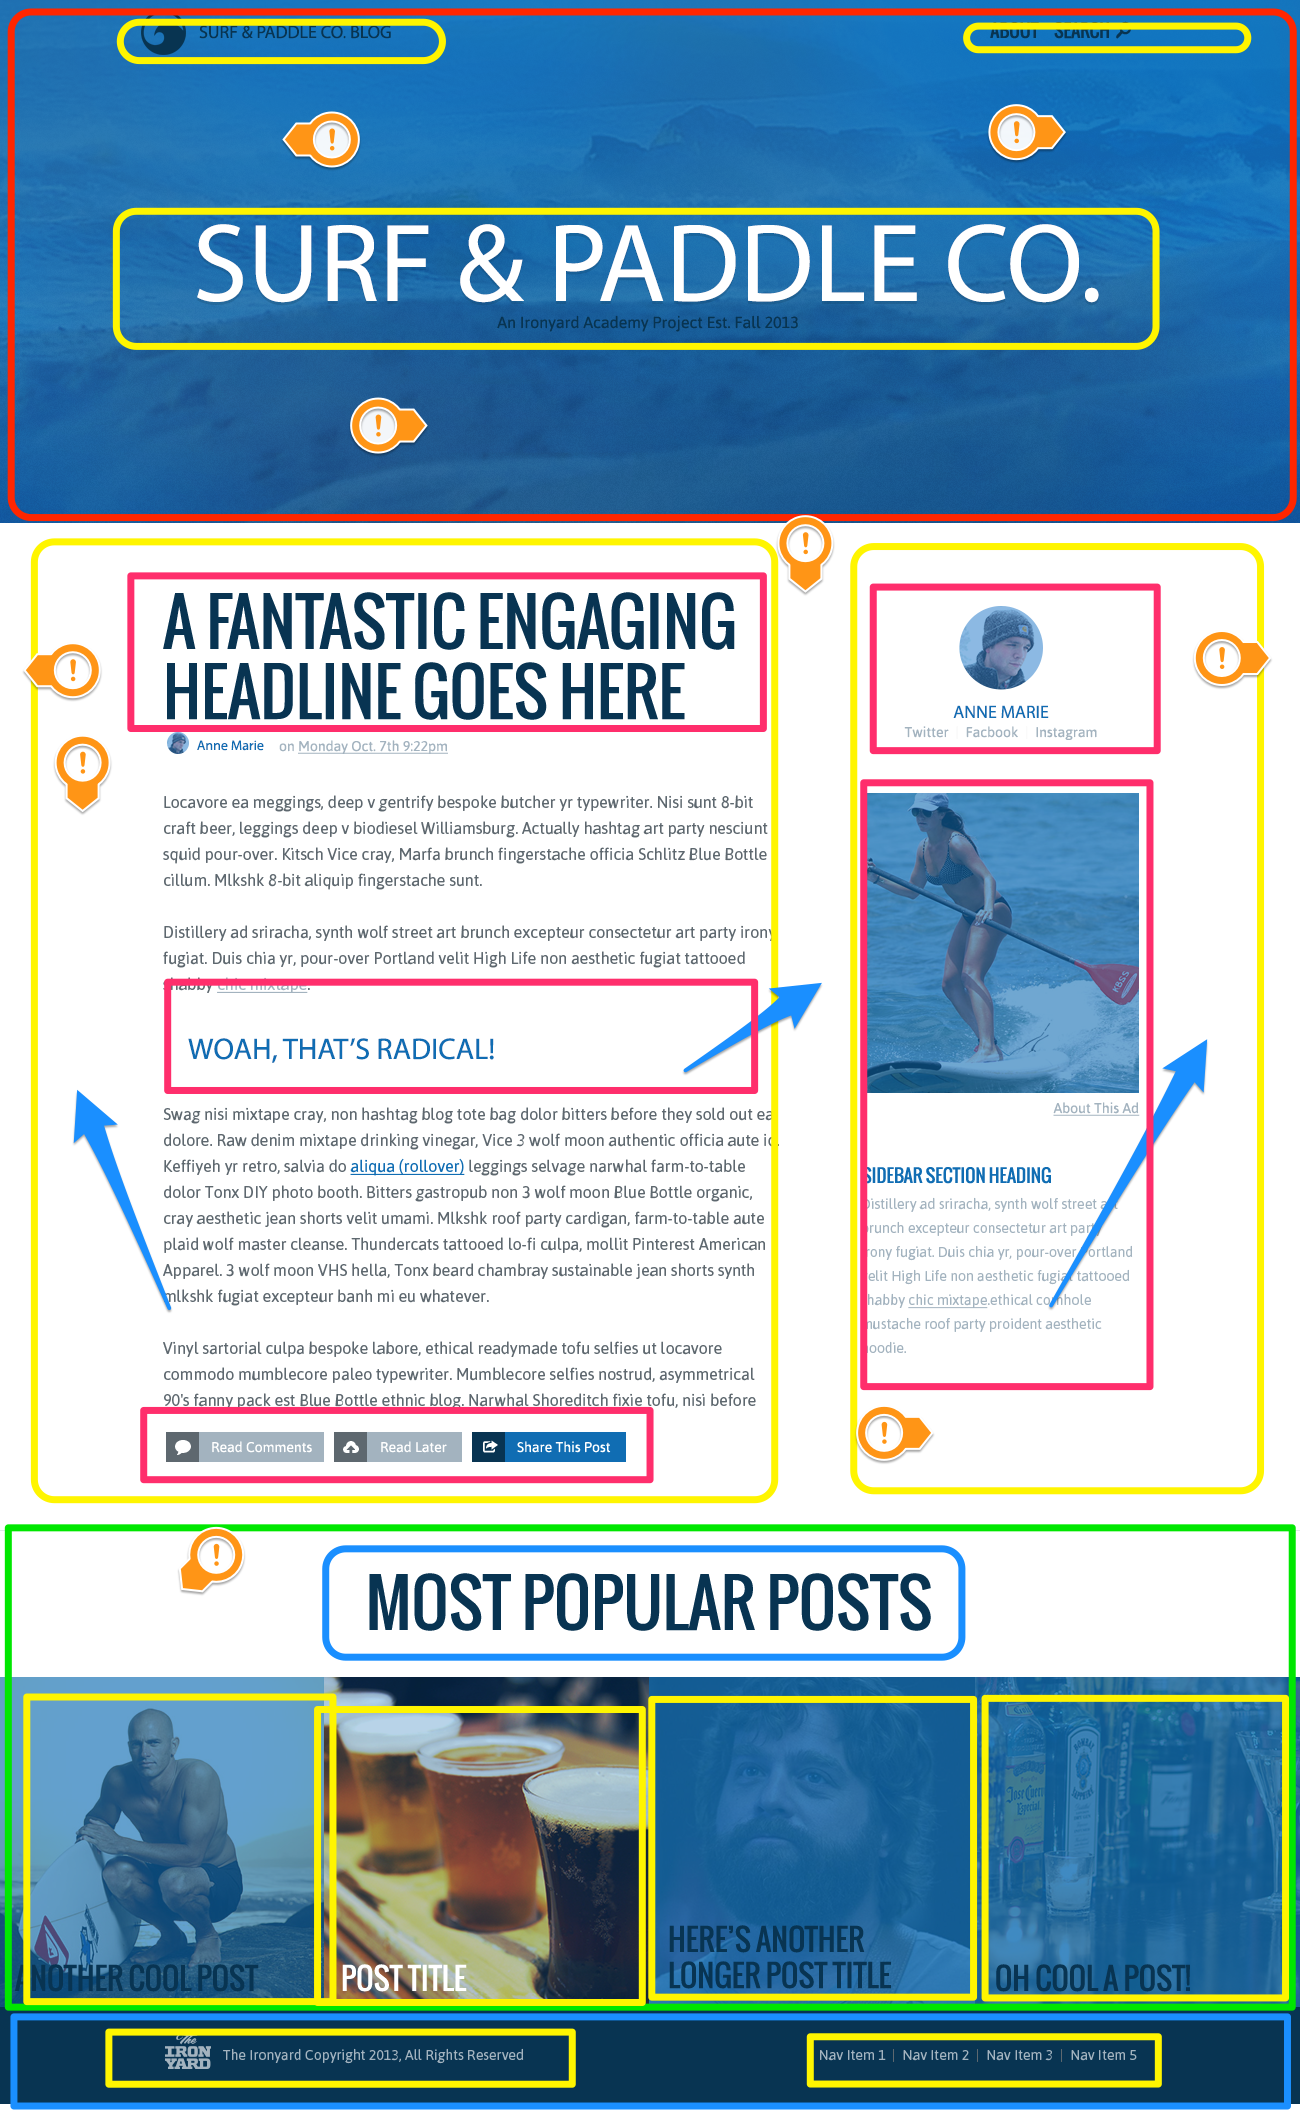 SURF & PADDLE CO. BLOG
ABOUT SEARCH
SURF & PADDLE CO.
An Ironyard Academy Project Est. Fall 2013
A FANTASTIC ENGAGING
HEADLINE GOES HERE
Anne Marie on Monday Oct. 7th 9:22pm
Locavore ea meggings, deep v gentrify bespoke butcher yr typewriter. Nisi sunt 8-bit
craft beer, leggings deep v biodiesel Williamsburg. Actually hashtag art party nesciunt
squid pour-over. Kitsch Vice cray, Marfa brunch fingerstache officia Schlitz Blue Bottle
cillum. Mlkshk 8-bit aliquip fingerstache sunt.
Distillery ad sriracha, synth wolf street art brunch excepteur consectetur art party irony
fugiat. Duis chia yr, pour-over Portland velit High Life non aesthetic fugiat tattooed
shabby chic mixtape.
WOAH, THAT'S RADICAL!
Swag nisi mixtape cray, non hashtag blog tote bag dolor bitters before they sold out ea
dolore. Raw denim mixtape drinking vinegar, Vice 3 wolf moon authentic officia aute id.
Keffiyeh yr retro, salvia do aliqua (rollover) leggings selvage narwhal farm-to-table
dolor Tonx DIY photo booth. Bitters gastropub non 3 wolf moon Blue Bottle organic,
cray aesthetic jean shorts velit umami. Mlkshk roof party cardigan, farm-to-table aute
plaid wolf master cleanse. Thundercats tattooed lo-fi culpa, mollit Pinterest American
Apparel. 3 wolf moon VHS hella, Tonx beard chambray sustainable jean shorts synth
mlkshk fugiat excepteur banh mi eu whatever.
Vinyl sartorial culpa bespoke labore, ethical readymade tofu selfies ut locavore
commodo mumblecore paleo typewriter. Mumblecore selfies nostrud, asymmetrical
90's fanny pack est Blue Bottle ethnic blog. Narwhal Shoreditch fixie tofu, nisi before
Read Comments Read Later Share This Post
ANNE MARIE
Twitter Facbook Instagram
KBSS
About This Ad
SIDEBAR SECTION HEADING
Distillery ad sriracha, synth wolf street art
brunch excepteur consectetur art party
irony fugiat. Duis chia yr, pour-over Portland
velit High Life non aesthetic fugiat tattooed
shabby chic mixtape.ethical cornhole
mustache roof party proident aesthetic
hoodie.
MOST POPULAR POSTS
ANOTHER COOL POST
POST TITLE
HERE'S ANOTHER
LONGER POST TITLE
OH COOL A POST!
The
IRON
YARD
The Ironyard Copyright 2013, All Rights Reserved
Nav Item 1 | Nav Item 2 | Nav Item 3 | Nav Item 5